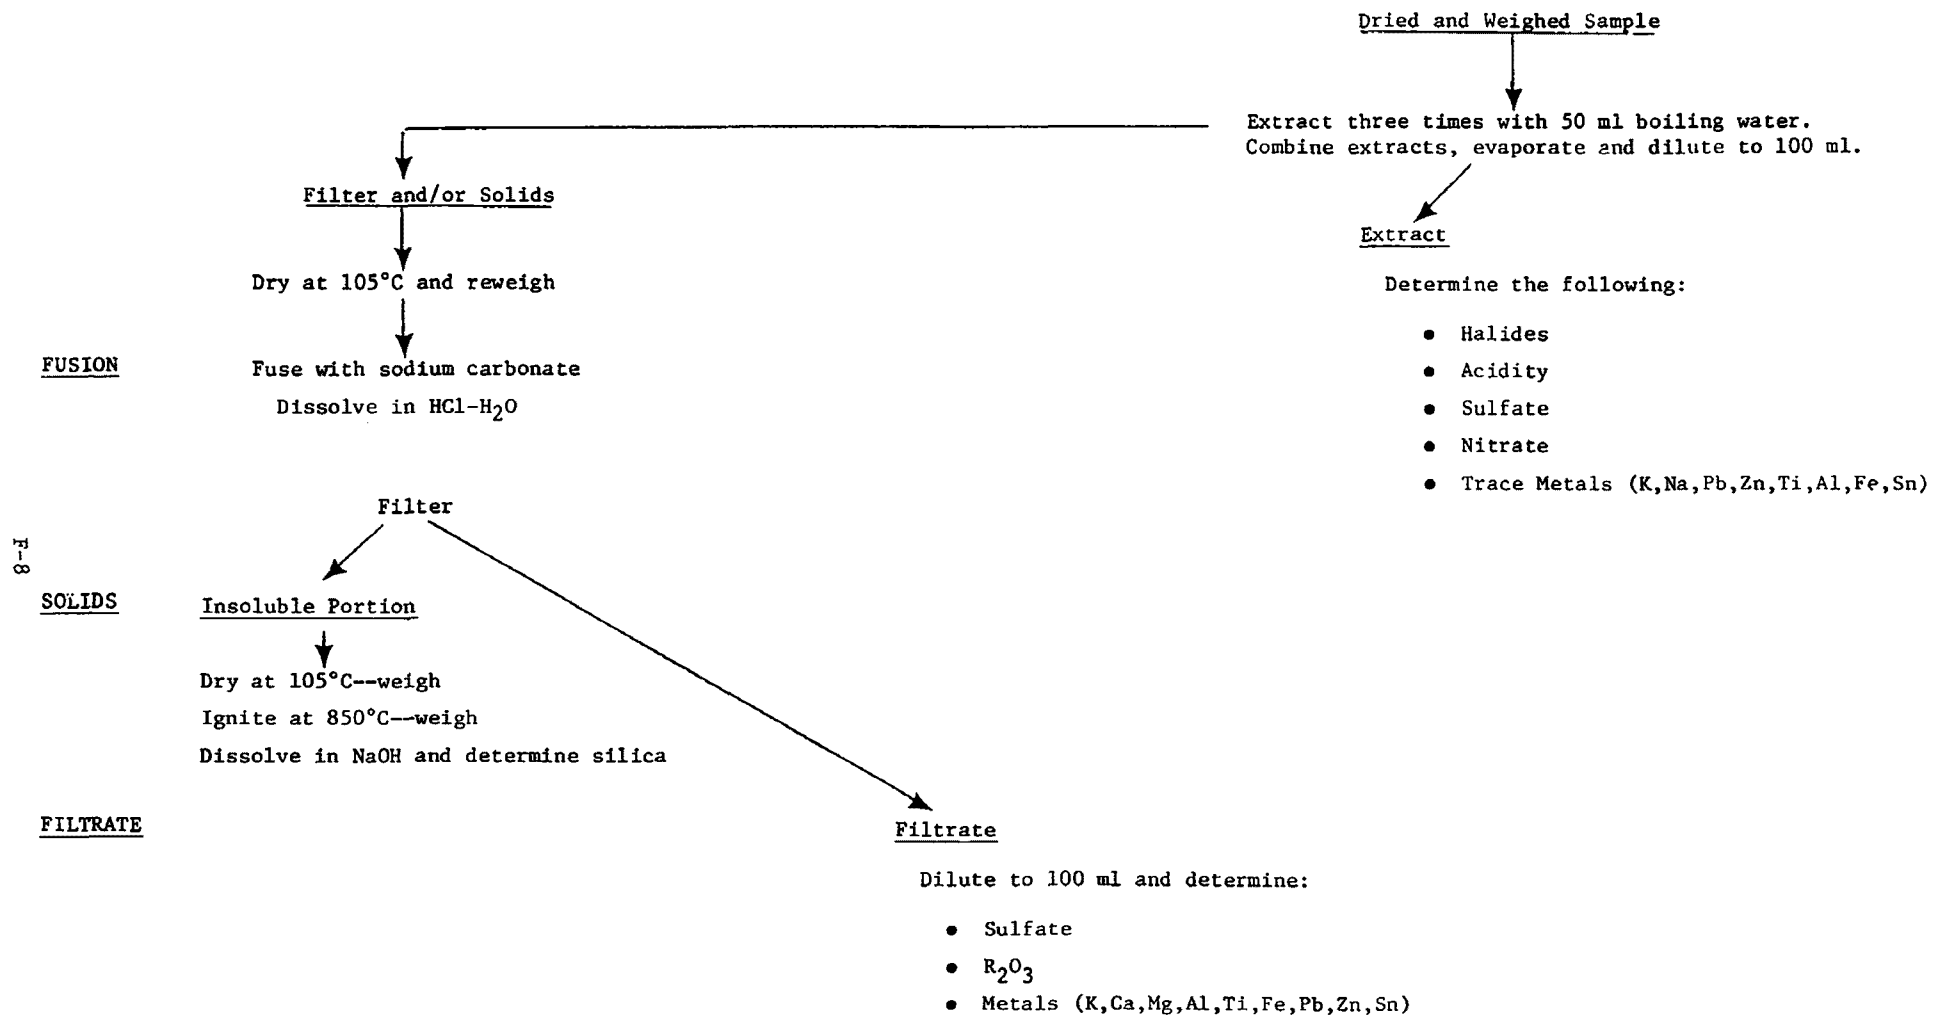 Dried and Weighed Sample
Extract three times with 50 ml boiling water.
Combine extracts, evaporate and dilute to 100 ml.
Filter and/or Solids
Extract
Dry at 105°C and reweigh
Determine the following:
• Halides
FUSION
Fuse with sodium carbonate
• Acidity
Dissolve in HCl-H2O
• Sulfate
• Nitrate
• Trace Metals (K,Na,Pb,Zn,Ti,Al,Fe,Sn)
Filter
F-8
SOLIDS
Insoluble Portion
Dry at 105°C--weigh
Ignite at 850°C--weigh
Dissolve in NaOH and determine silica
FILTRATE
Filtrate
Dilute to 100 ml and determine:
• Sulfate
• R2O3
• Metals (K,Ca,Mg,Al,Ti,Fe,Pb,Zn,Sn)